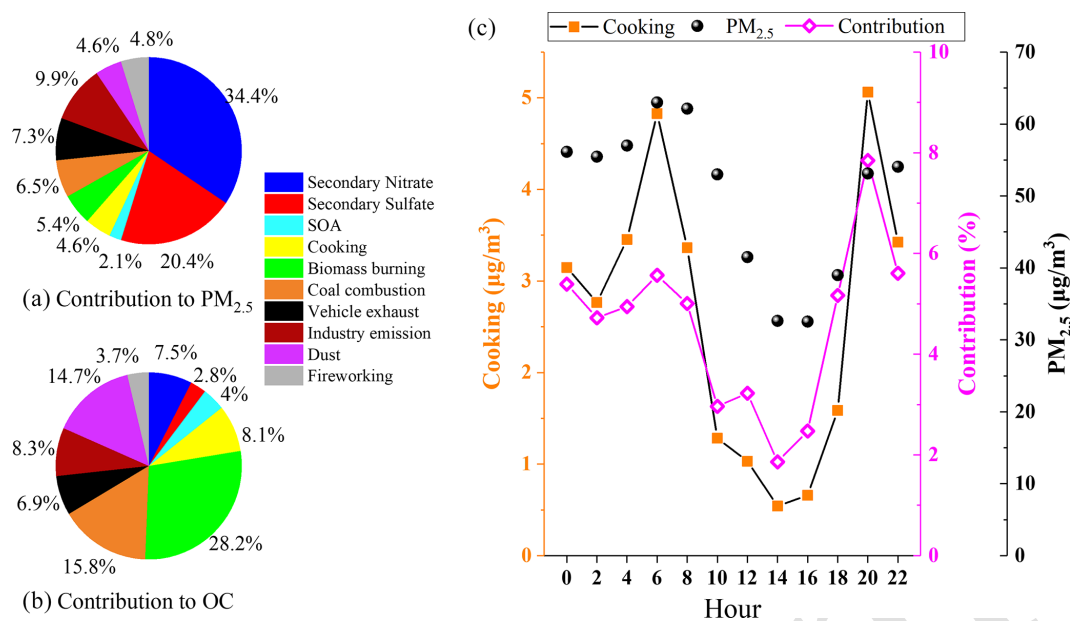 4.6%
4.8%
9.9%
34.4%
7.3%
6.5%
5.4%
4.6%
2.1%
20.4%
(a) Contribution to PM2.5
Secondary Nitrate
Secondary Sulfate
SOA
Cooking
Biomass burning
Coal combustion
Vehicle exhaust
Industry emission
Dust
Fireworking
3.7%
7.5%
14.7%
2.8%
4%
8.3%
8.1%
6.9%
28.2%
15.8%
(b) Contribution to OC
(c)
Cooking PM2.5 Contribution
Cooking (μg/m3)
5
4
3
2
1
0
Contribution (%)
10
8
6
4
2
0
PM2.5 (μg/m3)
70
60
50
40
30
20
10
0
0 2 4 6 8 10 12 14 16 18 20 22
Hour